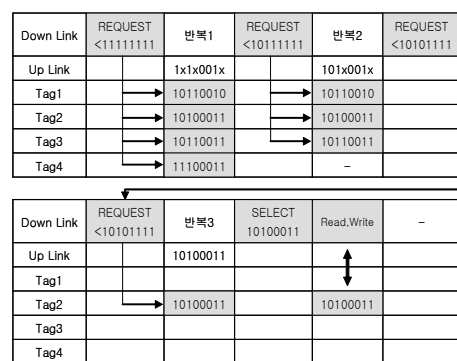 Down Link REQUEST <11111111 반복1 REQUEST <10111111 반복2 REQUEST <10101111
Up Link 1x1x001x 101x001x
Tag1 10110010 10110010
Tag2 10100011 10100011
Tag3 10110011 10110011
Tag4 11100011 -
Down Link REQUEST <10101111 반복3 SELECT 10100011 Read,Write -
Up Link 10100011
Tag1
Tag2 10100011 10100011
Tag3
Tag4